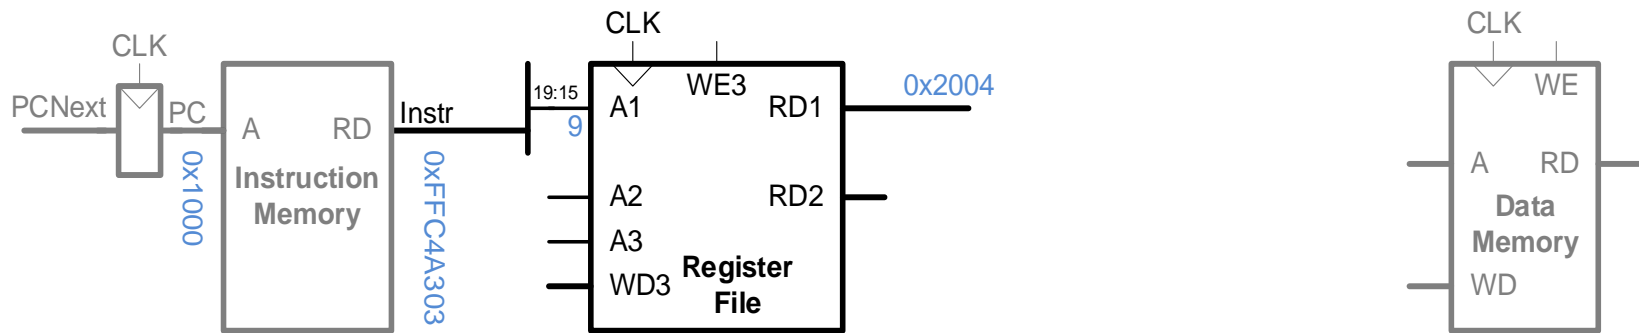 CLK
PCNext
PC
0x1000
A
RD
Instruction
Memory
Instr
0xFFC4A303
19:15
9
CLK
WE3
A1
RD1
0x2004
A2
RD2
A3
WD3
Register
File
CLK
WE
A
RD
Data
Memory
WD